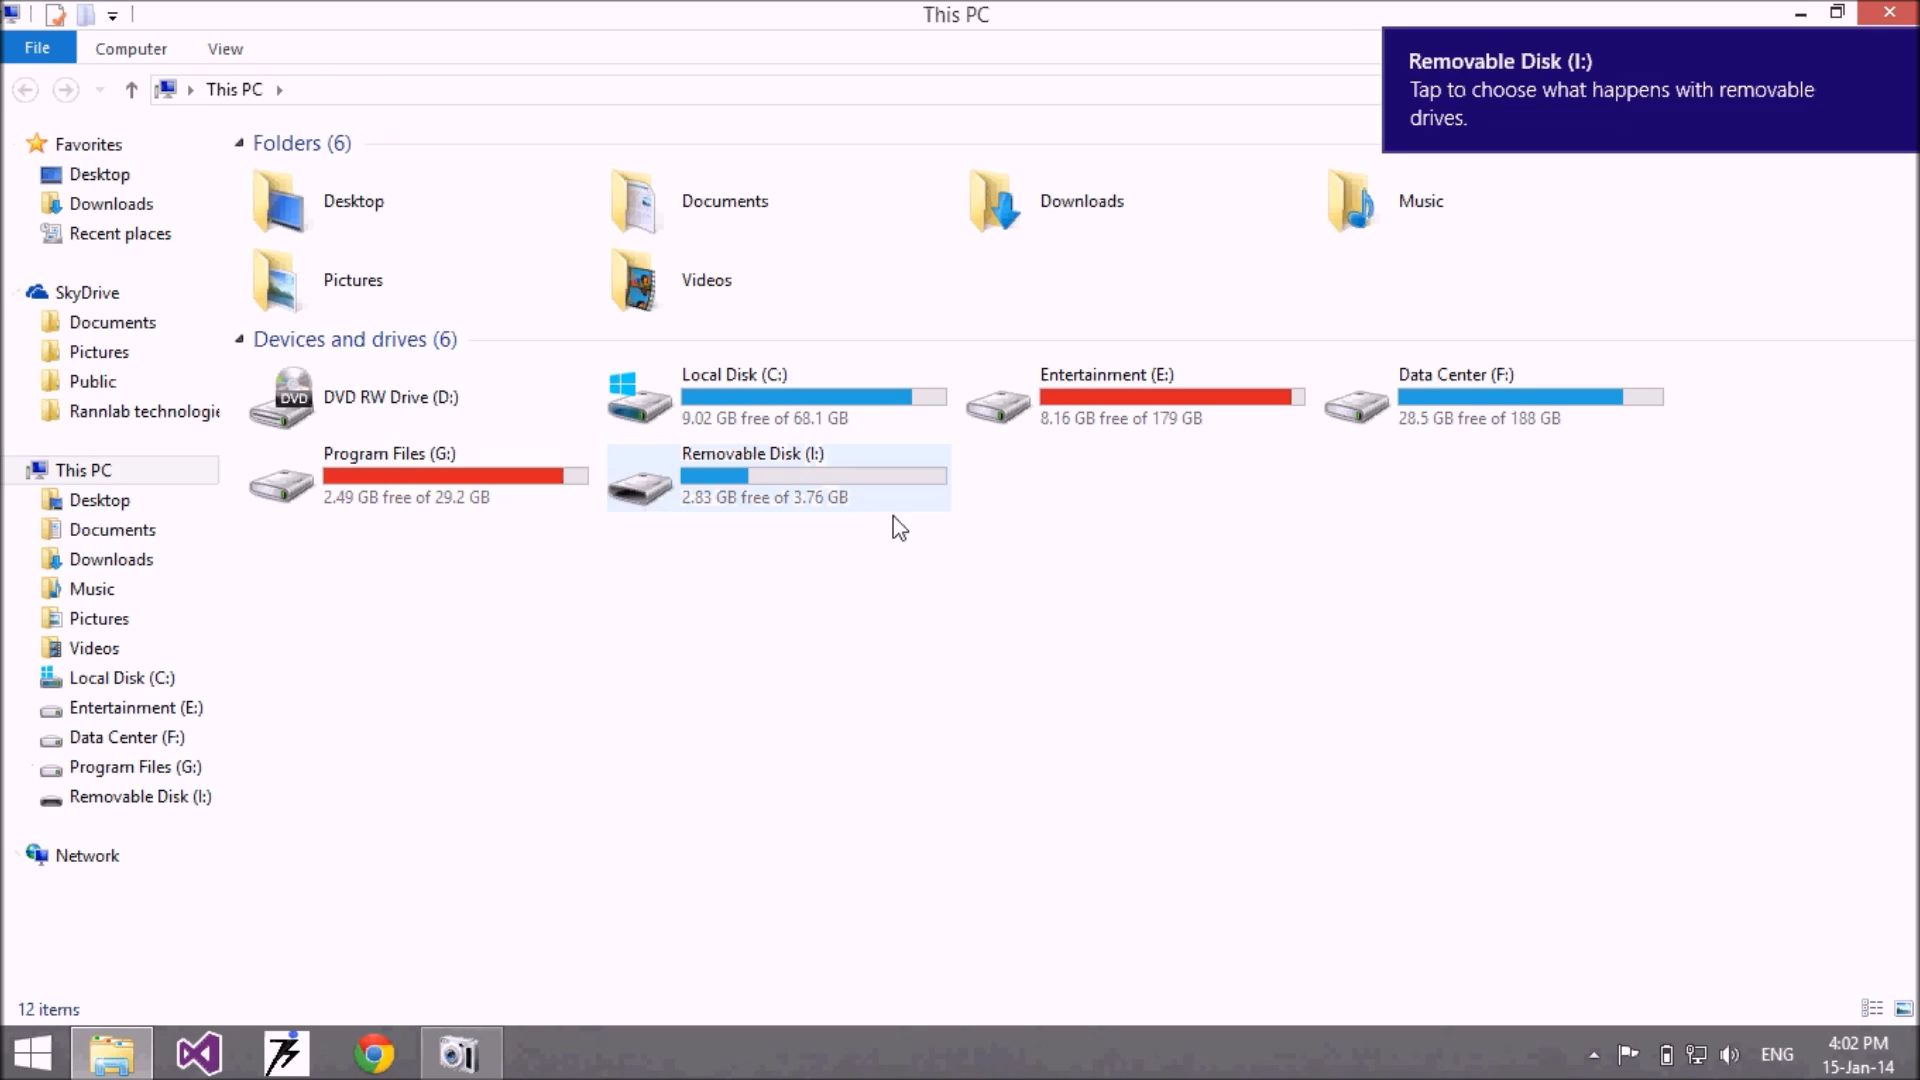 This PC
File
Computer
View
This PC
Removable Disk (I:)
Tap to choose what happens with removable
drives.
Favorites
Desktop
Downloads
Recent places
SkyDrive
Documents
Pictures
Public
Rannlab technologie
This PC
Desktop
Documents
Downloads
Music
Pictures
Videos
Local Disk (C:)
Entertainment (E:)
Data Center (F:)
Program Files (G:)
Removable Disk (I:)
Network
Folders (6)
Desktop
Documents
Downloads
Music
Pictures
Videos
Devices and drives (6)
DVD
DVD RW Drive (D:)
Local Disk (C:)
9.02 GB free of 68.1 GB
Entertainment (E:)
8.16 GB free of 179 GB
Data Center (F:)
28.5 GB free of 188 GB
Program Files (G:)
2.49 GB free of 29.2 GB
Removable Disk (I:)
2.83 GB free of 3.76 GB
12 items
ENG
4:02 PM
15-Jan-14